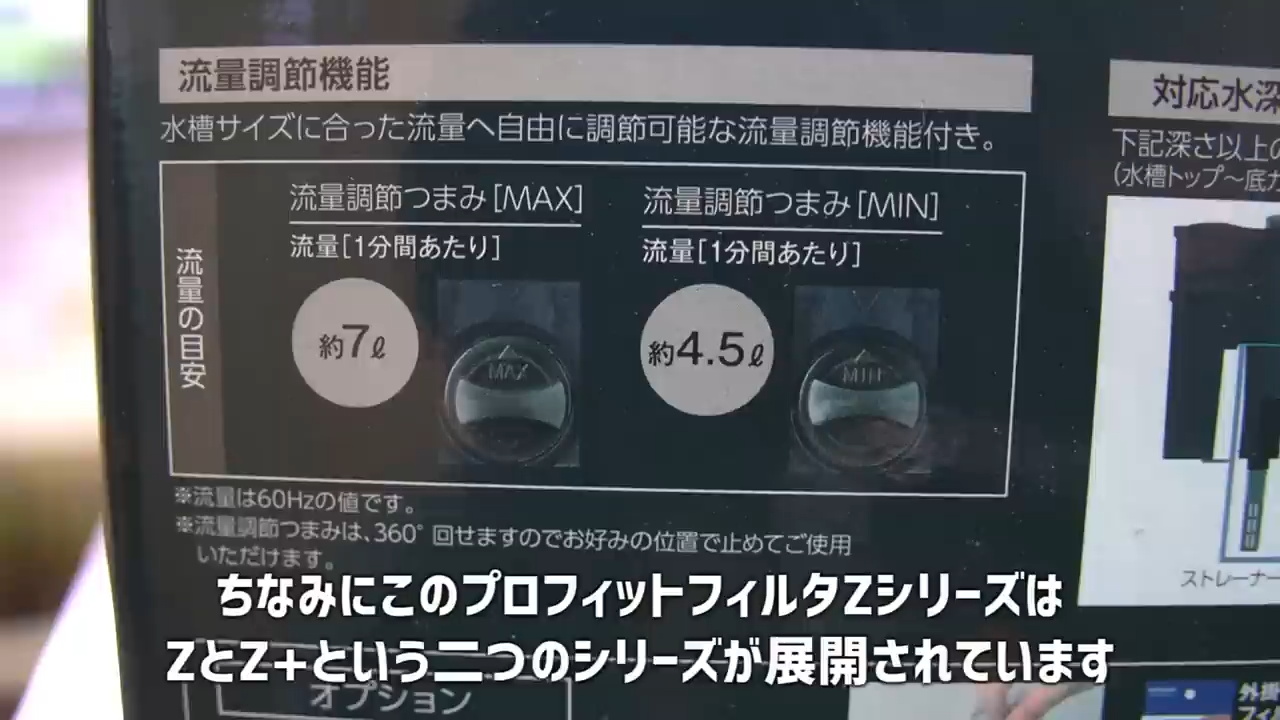 流量調節機能
水槽サイズに合った流量へ自由に調節可能な流量調節機能付き。
流量の目安
流量調節つまみ[MAX]
流量[1分間あたり]
約7ℓ
MAX
流量調節つまみ[MIN]
流量[1分間あたり]
約4.5ℓ
MIN
※流量は60Hzの値です。
※流量調節つまみは、360°回せますのでお好みの位置で止めてご使用
いただけます。
対応水深
下記深さ以上の
(水槽トップ〜底
ストレーナー
ちなみにこのプロフィットフィルタZシリーズは
ZとZ+という二つのシリーズが展開されています
オプション
外掛
フィ